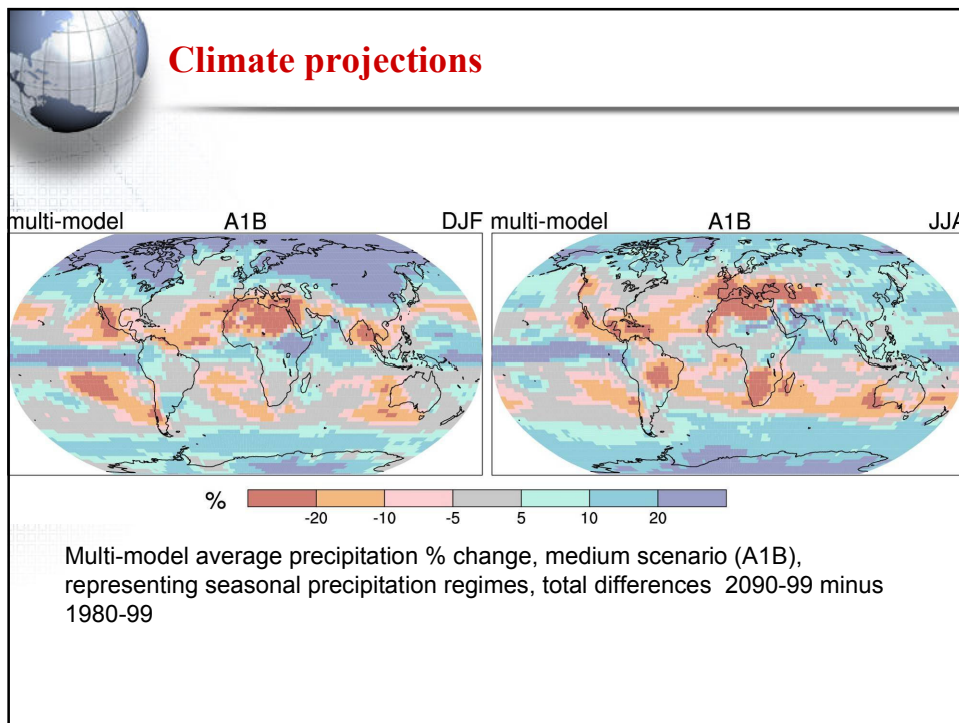 Climate projections
multi-model A1B DJF multi-model A1B JJA
% -20 -10 -5 5 10 20
Multi-model average precipitation % change, medium scenario (A1B),
representing seasonal precipitation regimes, total differences 2090-99 minus
1980-99